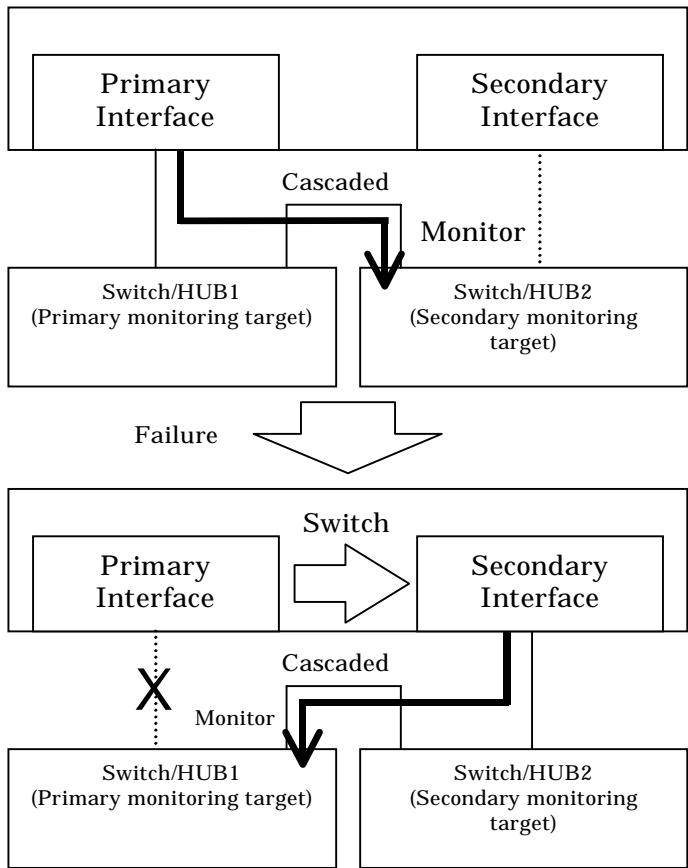 Primary
Interface
Secondary
Interface
Cascaded
Monitor
Switch/HUB1
(Primary monitoring target)
Switch/HUB2
(Secondary monitoring
target)
Failure
Switch
Primary
Interface
Secondary
Interface
X
Cascaded
Monitor
Switch/HUB1
(Primary monitoring target)
Switch/HUB2
(Secondary monitoring
target)